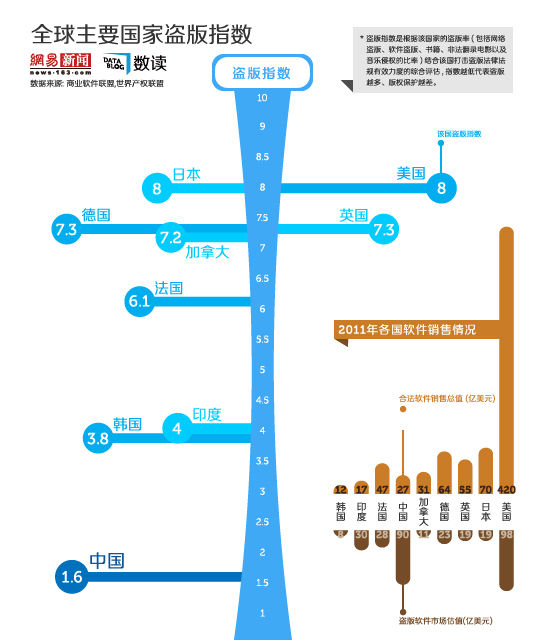 全球主要国家盗版指数
網易 新闻
news·163.com
DATA BLOG 数读
数据来源: 商业软件联盟,世界产权联盟
* 盗版指数是根据该国家的盗版率 ( 包括网络
盗版、软件盗版、书籍、非法翻录电影以及
音乐侵权的比率 ) 结合该国打击盗版法律法
规有效力度的综合评估 , 指数越低代表盗版
越多、版权保护越差。
盗版指数
10
9
8.5
8
7.5
7
6.5
6
5.5
5
4.5
4
3.5
3
2.5
2
1.5
1
该国盗版指数
日本
8
美国
8
德国
7.3
英国
7.3
7.2
加拿大
法国
6.1
印度
4
韩国
3.8
中国
1.6
2011年各国软件销售情况
合法软件销售总值 (亿美元)
12 17 47 27 31 64 55 70 420
韩国 印度 法国 中国 加拿大 德国 英国 日本 美国
8 30 28 90 11 23 19 19 98
盗版软件市场估值(亿美元)